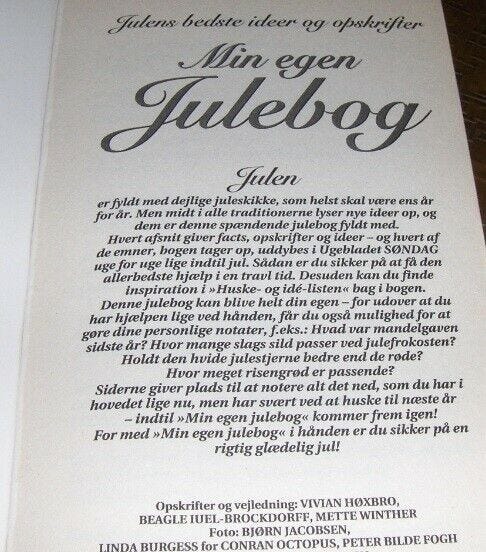 Julens bedste ideer og opskrifter
Min egen
Julebog
Julen
er fyldt med dejlige juleskikke, som helst skal være ens år
for år. Men midt i alle traditionerne lyser nye ideer op, og
dem er denne spændende julebog fyldt med.
Hvert afsnit giver facts, opskrifter og ideer – og hvert af
de emner, bogen tager op, uddybes i Ugebladet SØNDAG
uge for uge lige indtil jul. Sådan er du sikker på at få den
allerbedste hjælp i en travl tid. Desuden kan du finde
inspiration i »Huske- og idé-listen« bag i bogen.
Denne julebog kan blive helt din egen – for udover at du
har hjælpen lige ved hånden, får du også mulighed for at
gøre dine personlige notater, f.eks.: Hvad var mandelgaven
sidste år? Hvor mange slags sild passer ved julefrokosten?
Holdt den hvide julestjerne bedre end de røde?
Hvor meget risengrød er passende?
Siderne giver plads til at notere alt det ned, som du har i
hovedet lige nu, men har svært ved at huske til næste år
– indtil »Min egen julebog« kommer frem igen!
For med »Min egen julebog« i hånden er du sikker på en
rigtig glædelig jul!
Opskrifter og vejledning: VIVIAN HØXBRO,
BEAGLE IUEL-BROCKDORFF, METTE WINTHER
Foto: BJØRN JACOBSEN,
LINDA BURGESS for CONRAN OCTOPUS, PETER BILDE FOGH